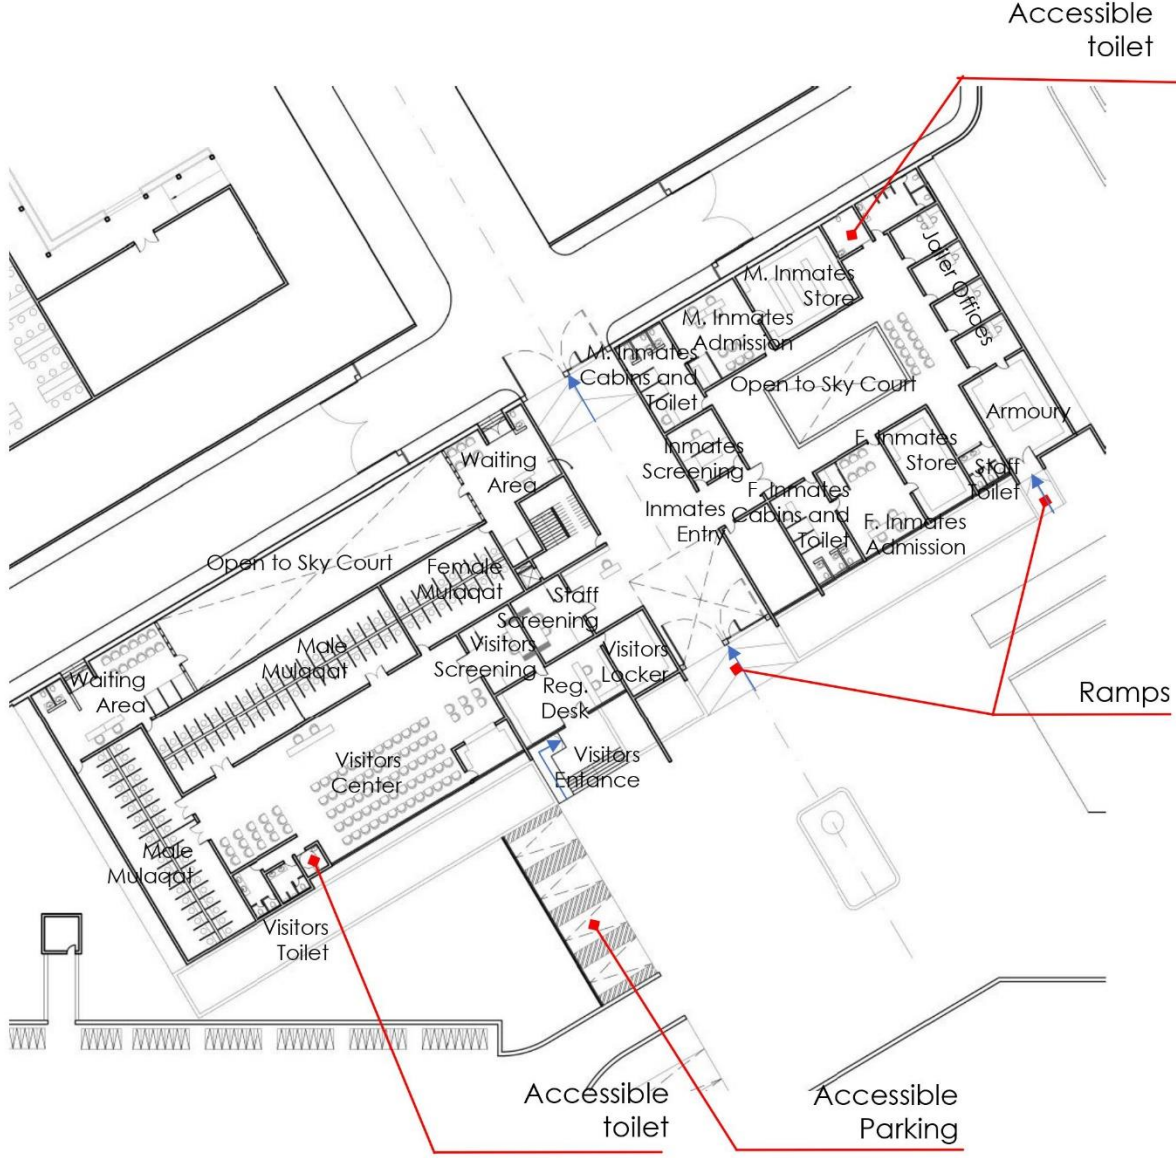 Accessible
toilet
Jailer Offices
M. Inmates
Store
M. Inmates
Admission
M. Inmates
Cabins and
Toilet
Open to Sky Court
Armoury
Inmates
Screening
F. Inmates
Store
Staff
Toilet
Waiting
Area
Inmates
Entry
F. Inmates
Cabins and
Toilet
F. Inmates
Admission
Open to Sky Court
Female
Mulaqat
Staff
Screening
Male
Mulaqat
Visitors
Screening
Visitors
Locker
Waiting
Area
Reg.
Desk
Ramps
Visitors
Center
Visitors
Entrance
Male
Mulaqat
Visitors
Toilet
Accessible
toilet
Accessible
Parking